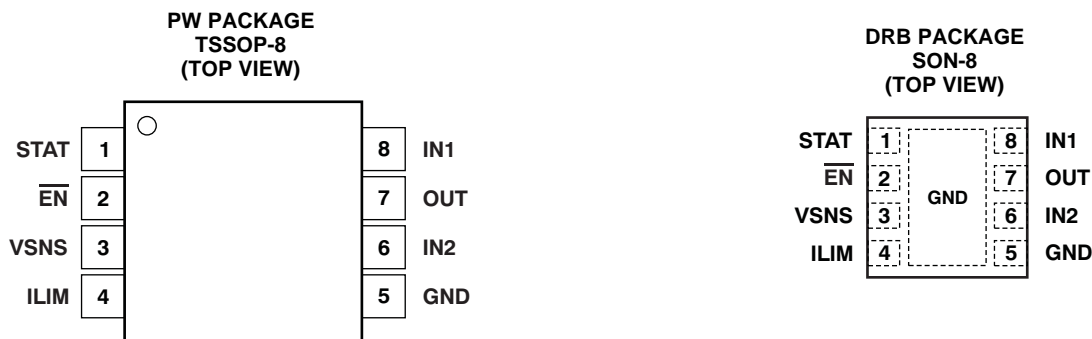 PW PACKAGE
TSSOP-8
(TOP VIEW)
STAT 1 8 IN1
EN 2 7 OUT
VSNS 3 6 IN2
ILIM 4 5 GND
DRB PACKAGE
SON-8
(TOP VIEW)
STAT 1 8 IN1
EN 2 GND 7 OUT
VSNS 3 6 IN2
ILIM 4 5 GND